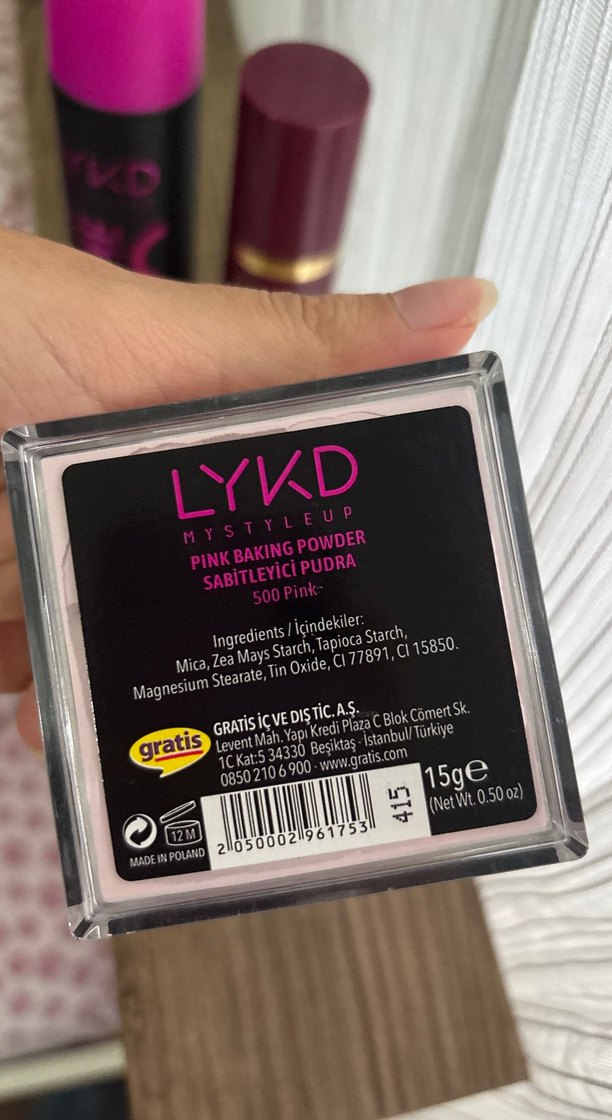 LYKD
LYKD
MYSTYLEUP
PINK BAKING POWDER
SABİTLEYİCİ PUDRA
500 Pink
Ingredients / İçindekiler:
Mica, Zea Mays Starch, Tapioca Starch,
Magnesium Stearate, Tin Oxide, CI 77891, CI 15850.
gratis
GRATİS İÇ VE DIŞ TİC. A.Ş.
Levent Mah. Yapı Kredi Plaza C Blok Cömert Sk.
1C Kat:5 34330 Beşiktaş - İstanbul/ Türkiye
0850 210 6 900 - www.gratis.com
12 M
MADE IN POLAND
2 050002 961753
415
15g℮
(Net Wt. 0.50 oz)